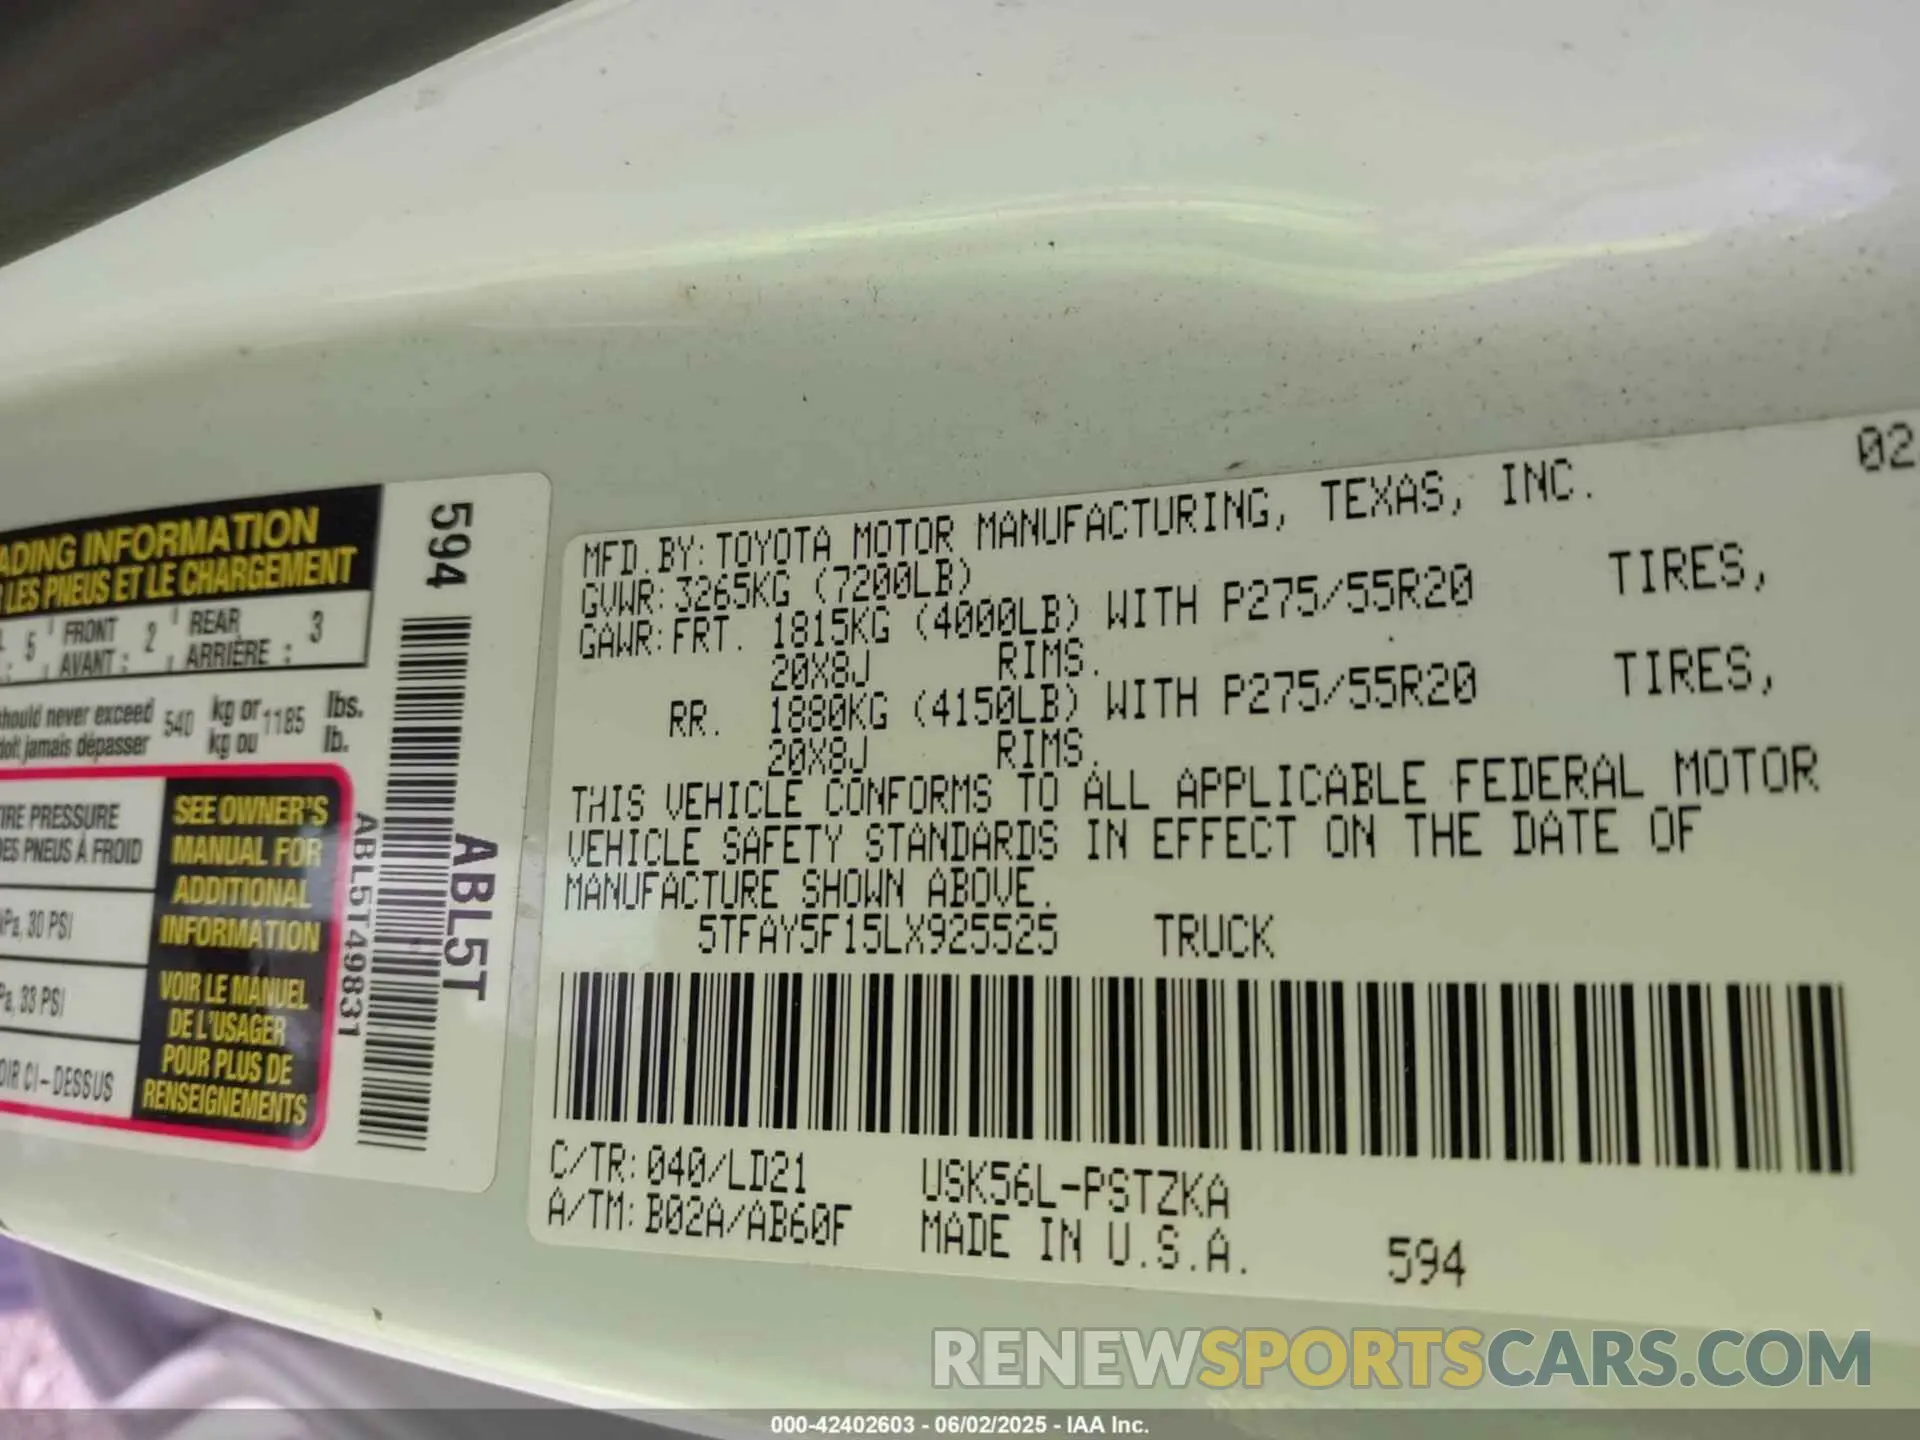 ADING INFORMATION
LES PNEUS ET LE CHARGEMENT
5 FRONT 2 REAR 3
AVANT : ARRIÈRE :
should never exceed 540 kg or 1185 lbs.
doit jamais dépasser kg ou lb.
IRE PRESSURE
DES PNEUS À FROID
kPa, 30 PSI
kPa, 33 PSI
OIR CI-DESSUS
SEE OWNER'S
MANUAL FOR
ADDITIONAL
INFORMATION
VOIR LE MANUEL
DE L'USAGER
POUR PLUS DE
RENSEIGNEMENTS
594
ABL5T49831
ABL5T
02
MFD.BY:TOYOTA MOTOR MANUFACTURING, TEXAS, INC.
GVWR:3265KG (7200LB)
GAWR:FRT. 1815KG (4000LB) WITH P275/55R20 TIRES,
20X8J RIMS.
RR. 1880KG (4150LB) WITH P275/55R20 TIRES,
20X8J RIMS.
THIS VEHICLE CONFORMS TO ALL APPLICABLE FEDERAL MOTOR
VEHICLE SAFETY STANDARDS IN EFFECT ON THE DATE OF
MANUFACTURE SHOWN ABOVE.
5TFAY5F15LX925525 TRUCK
C/TR:040/LD21 USK56L-PSTZKA
A/TM:B02A/AB60F MADE IN U.S.A. 594
RENEWSPORTSCARS.COM
000-42402603 - 06/02/2025 - IAA Inc.